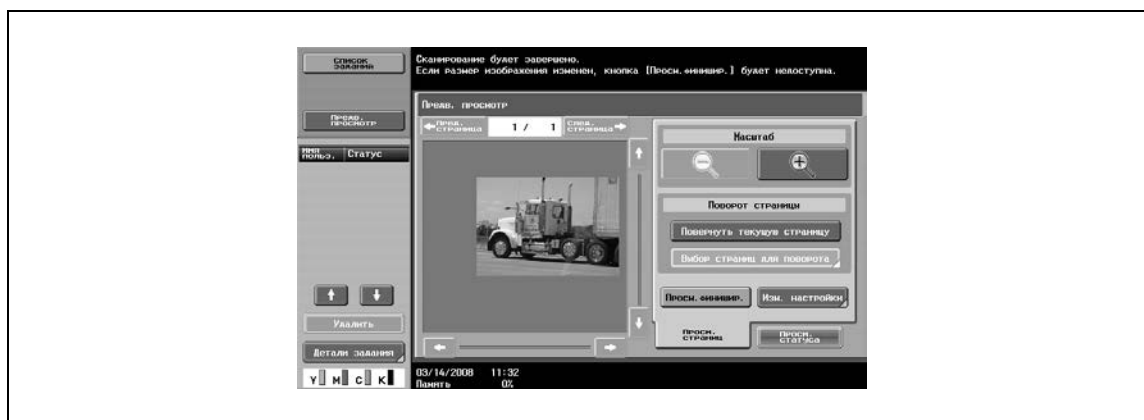 Список
задания
Сканирование будет завершено.
Если размер изображения изменен, кнопка [Просм.финишир.] будет недоступна.
Предв.
просмотр
Предв. просмотр
Пред.
страница
1 / 1
След.
страница
Имя
польз.
Статус
Масштаб
Поворот страницы
Повернуть текущую страницу
Выбор страниц для поворота
Просм.финишир.
Изм. настройки
Просм.
страниц
Просм.
статуса
Удалить
Детали задания
Y M C K
03/14/2008 11:32
Память 0%